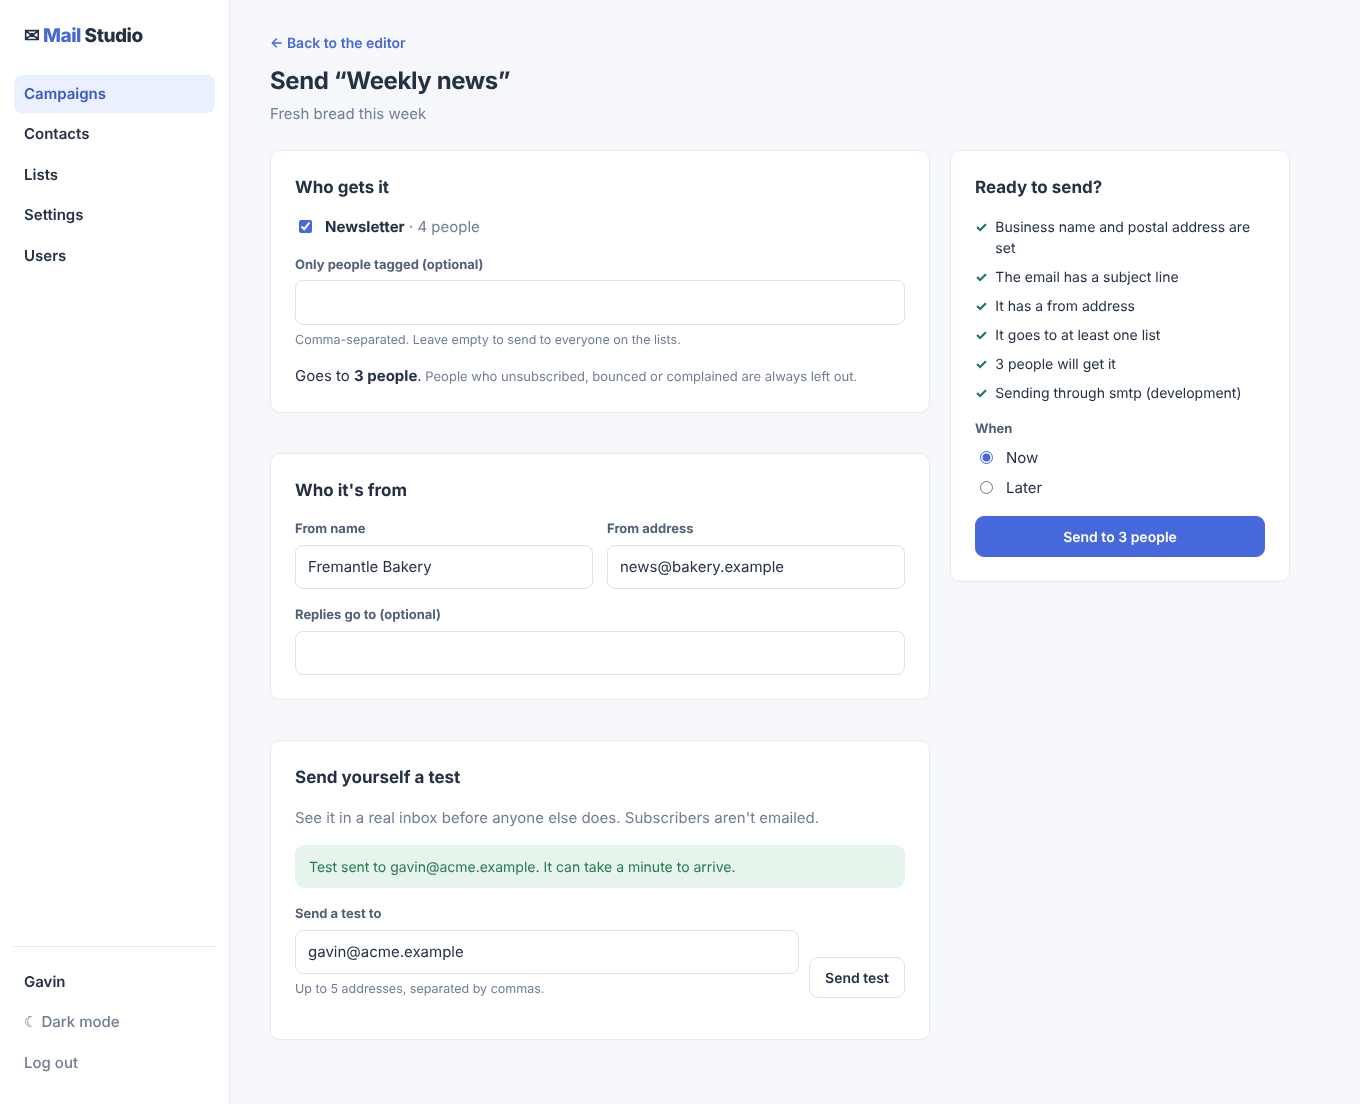 ✉ Mail Studio
Campaigns
Contacts
Lists
Settings
Users
Gavin
☾ Dark mode
Log out
← Back to the editor
Send “Weekly news”
Fresh bread this week
Who gets it
Newsletter · 4 people
Only people tagged (optional)
Comma-separated. Leave empty to send to everyone on the lists.
Goes to 3 people. People who unsubscribed, bounced or complained are always left out.
Who it's from
From name
From address
Fremantle Bakery
news@bakery.example
Replies go to (optional)
Send yourself a test
See it in a real inbox before anyone else does. Subscribers aren't emailed.
Test sent to gavin@acme.example. It can take a minute to arrive.
Send a test to
gavin@acme.example
Up to 5 addresses, separated by commas.
Send test
Ready to send?
✓ Business name and postal address are
set
✓ The email has a subject line
✓ It has a from address
✓ It goes to at least one list
✓ 3 people will get it
✓ Sending through smtp (development)
When
Now
Later
Send to 3 people